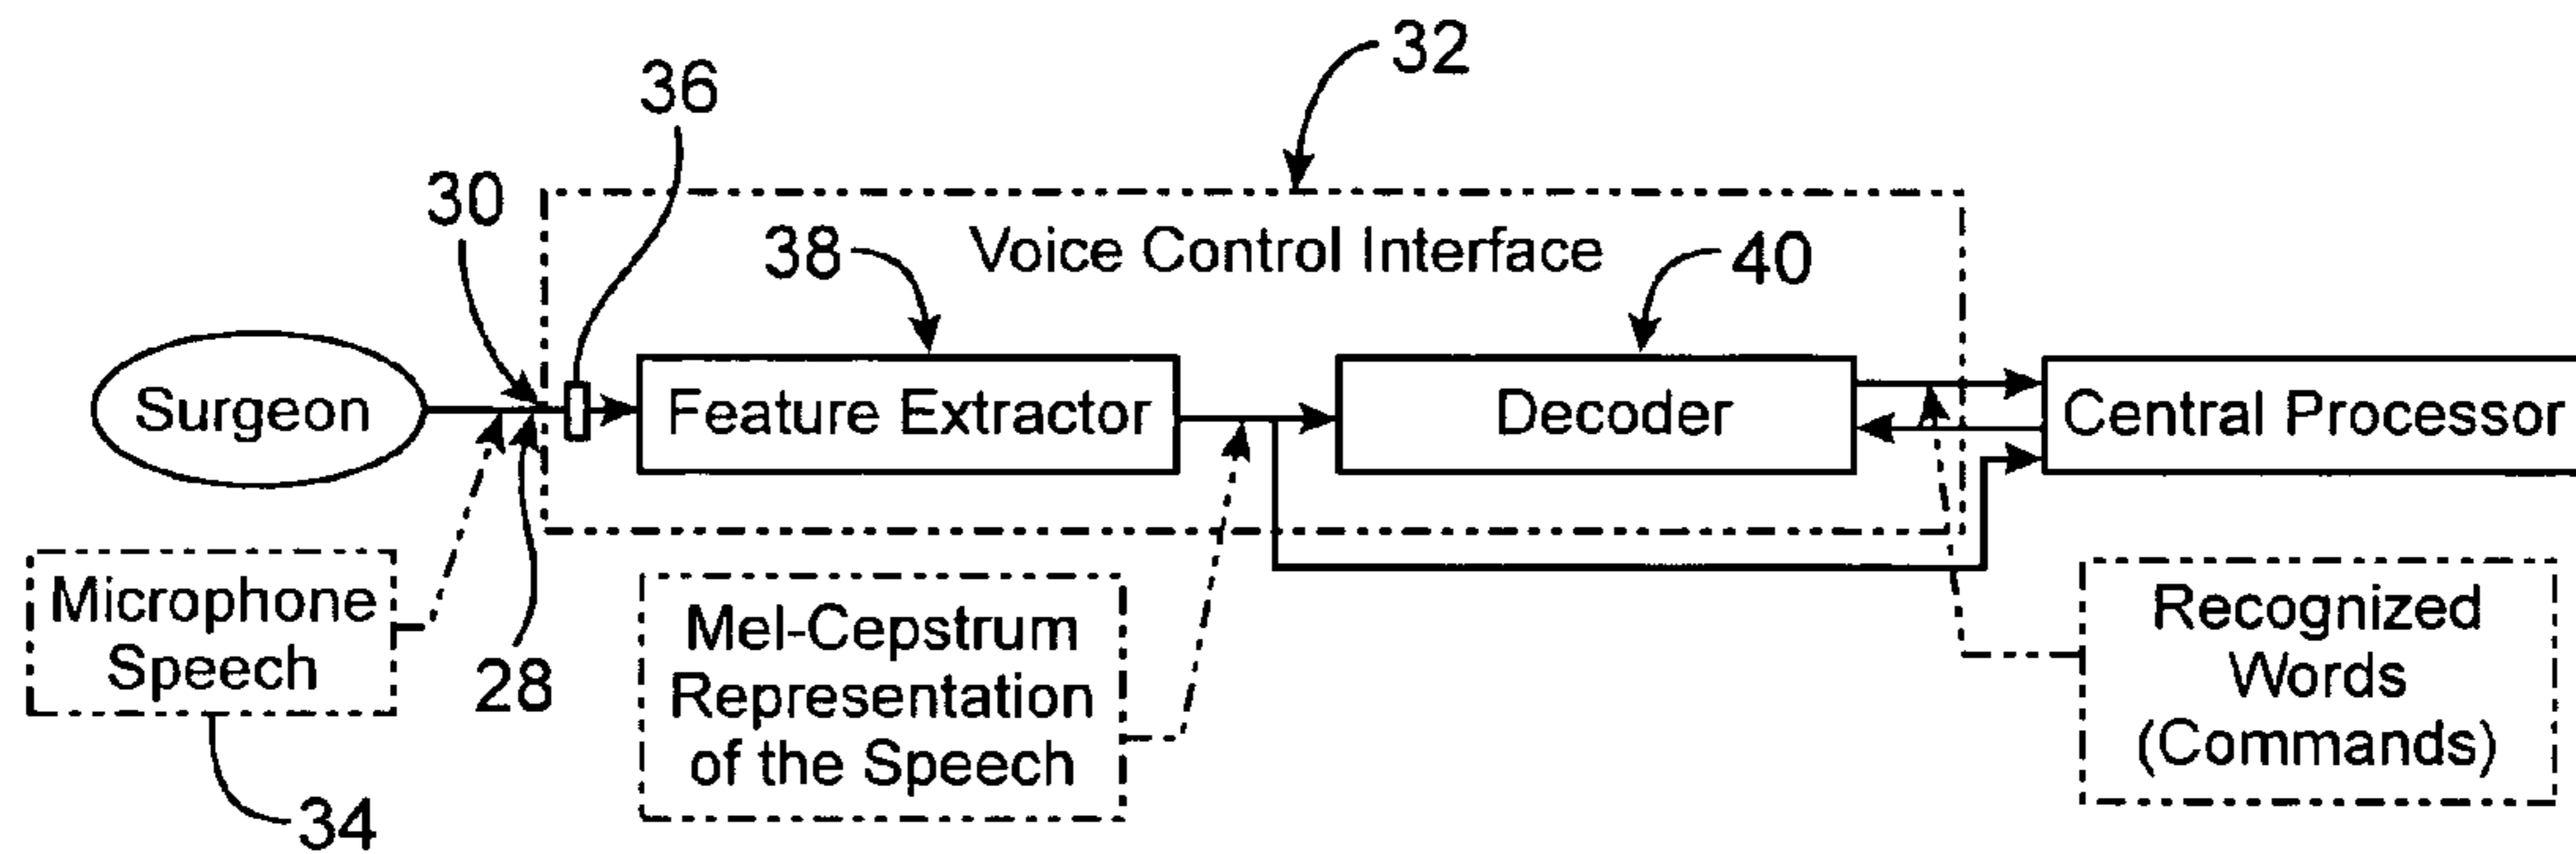 32
36
30
38
Voice Control Interface
40
Surgeon
Feature Extractor
Decoder
Central Processor
Microphone
Speech
28
34
Mel-Cepstrum
Representation
of the Speech
Recognized
Words
(Commands)